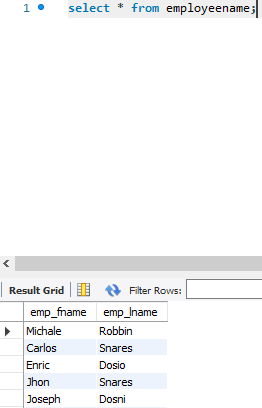 1 select * from employeename;
Result Grid Filter Rows:
emp_fname emp_lname
Michale Robbin
Carlos Snares
Enric Dosio
Jhon Snares
Joseph Dosni